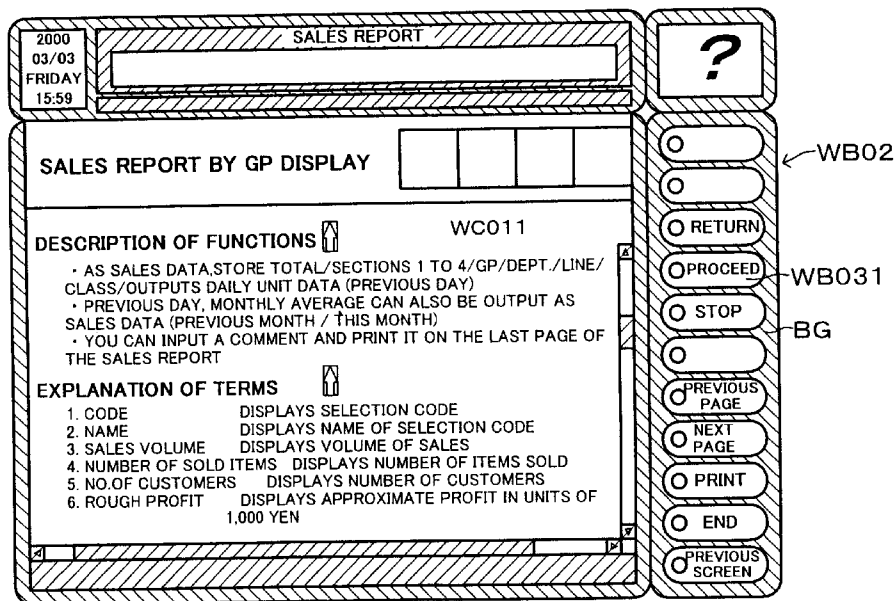 2000
03/03
FRIDAY
15:59
SALES REPORT
?
SALES REPORT BY GP DISPLAY
WC011
DESCRIPTION OF FUNCTIONS
・AS SALES DATA,STORE TOTAL/SECTIONS 1 TO 4/GP/DEPT./LINE/
CLASS/OUTPUTS DAILY UNIT DATA (PREVIOUS DAY)
・PREVIOUS DAY, MONTHLY AVERAGE CAN ALSO BE OUTPUT AS
SALES DATA (PREVIOUS MONTH / THIS MONTH)
・YOU CAN INPUT A COMMENT AND PRINT IT ON THE LAST PAGE OF
THE SALES REPORT
EXPLANATION OF TERMS
1. CODE DISPLAYS SELECTION CODE
2. NAME DISPLAYS NAME OF SELECTION CODE
3. SALES VOLUME DISPLAYS VOLUME OF SALES
4. NUMBER OF SOLD ITEMS DISPLAYS NUMBER OF ITEMS SOLD
5. NO.OF CUSTOMERS DISPLAYS NUMBER OF CUSTOMERS
6. ROUGH PROFIT DISPLAYS APPROXIMATE PROFIT IN UNITS OF
1,000 YEN
RETURN
PROCEED
STOP
PREVIOUS
PAGE
NEXT
PAGE
PRINT
END
PREVIOUS
SCREEN
WB02
WB031
BG